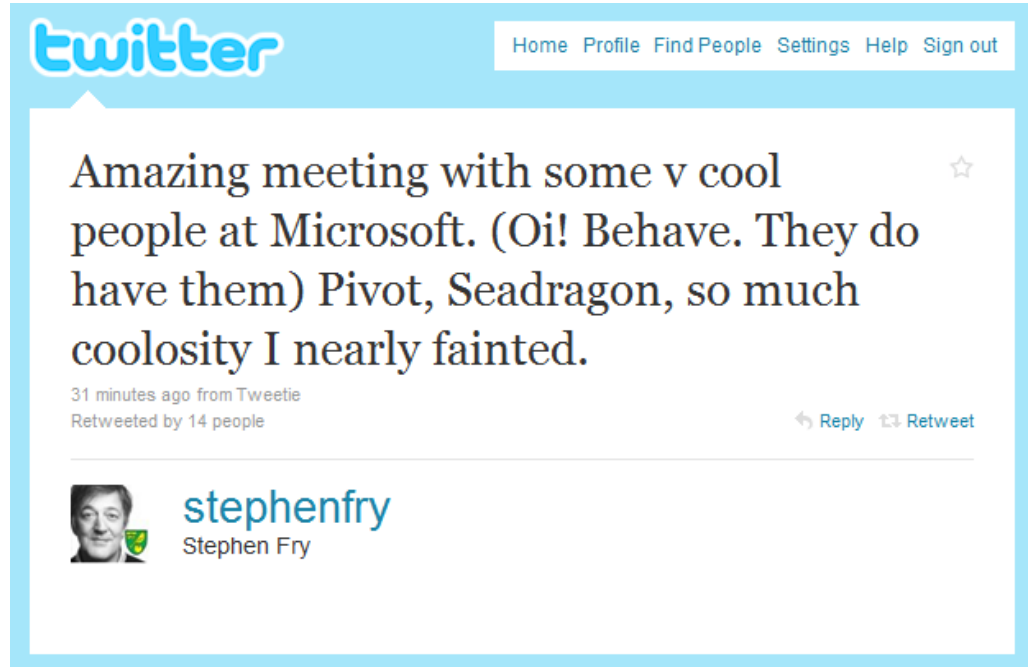 twitter
Home Profile Find People Settings Help Sign out
Amazing meeting with some v cool
people at Microsoft. (Oi! Behave. They do
have them) Pivot, Seadragon, so much
coolosity I nearly fainted.
31 minutes ago from Tweetie
Retweeted by 14 people
Reply Retweet
stephenfry
Stephen Fry